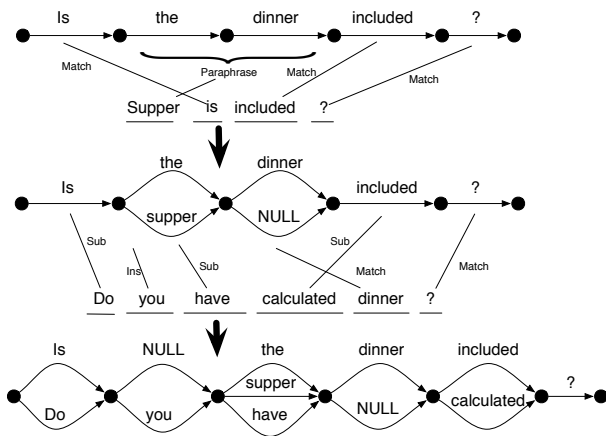 Is the dinner included ?
Match Paraphrase Match Match
Supper is included ?
the dinner
Is included ?
supper NULL
Sub Ins Sub Sub Match Match
Do you have calculated dinner ?
Is NULL the dinner included
supper ?
Do you have NULL calculated